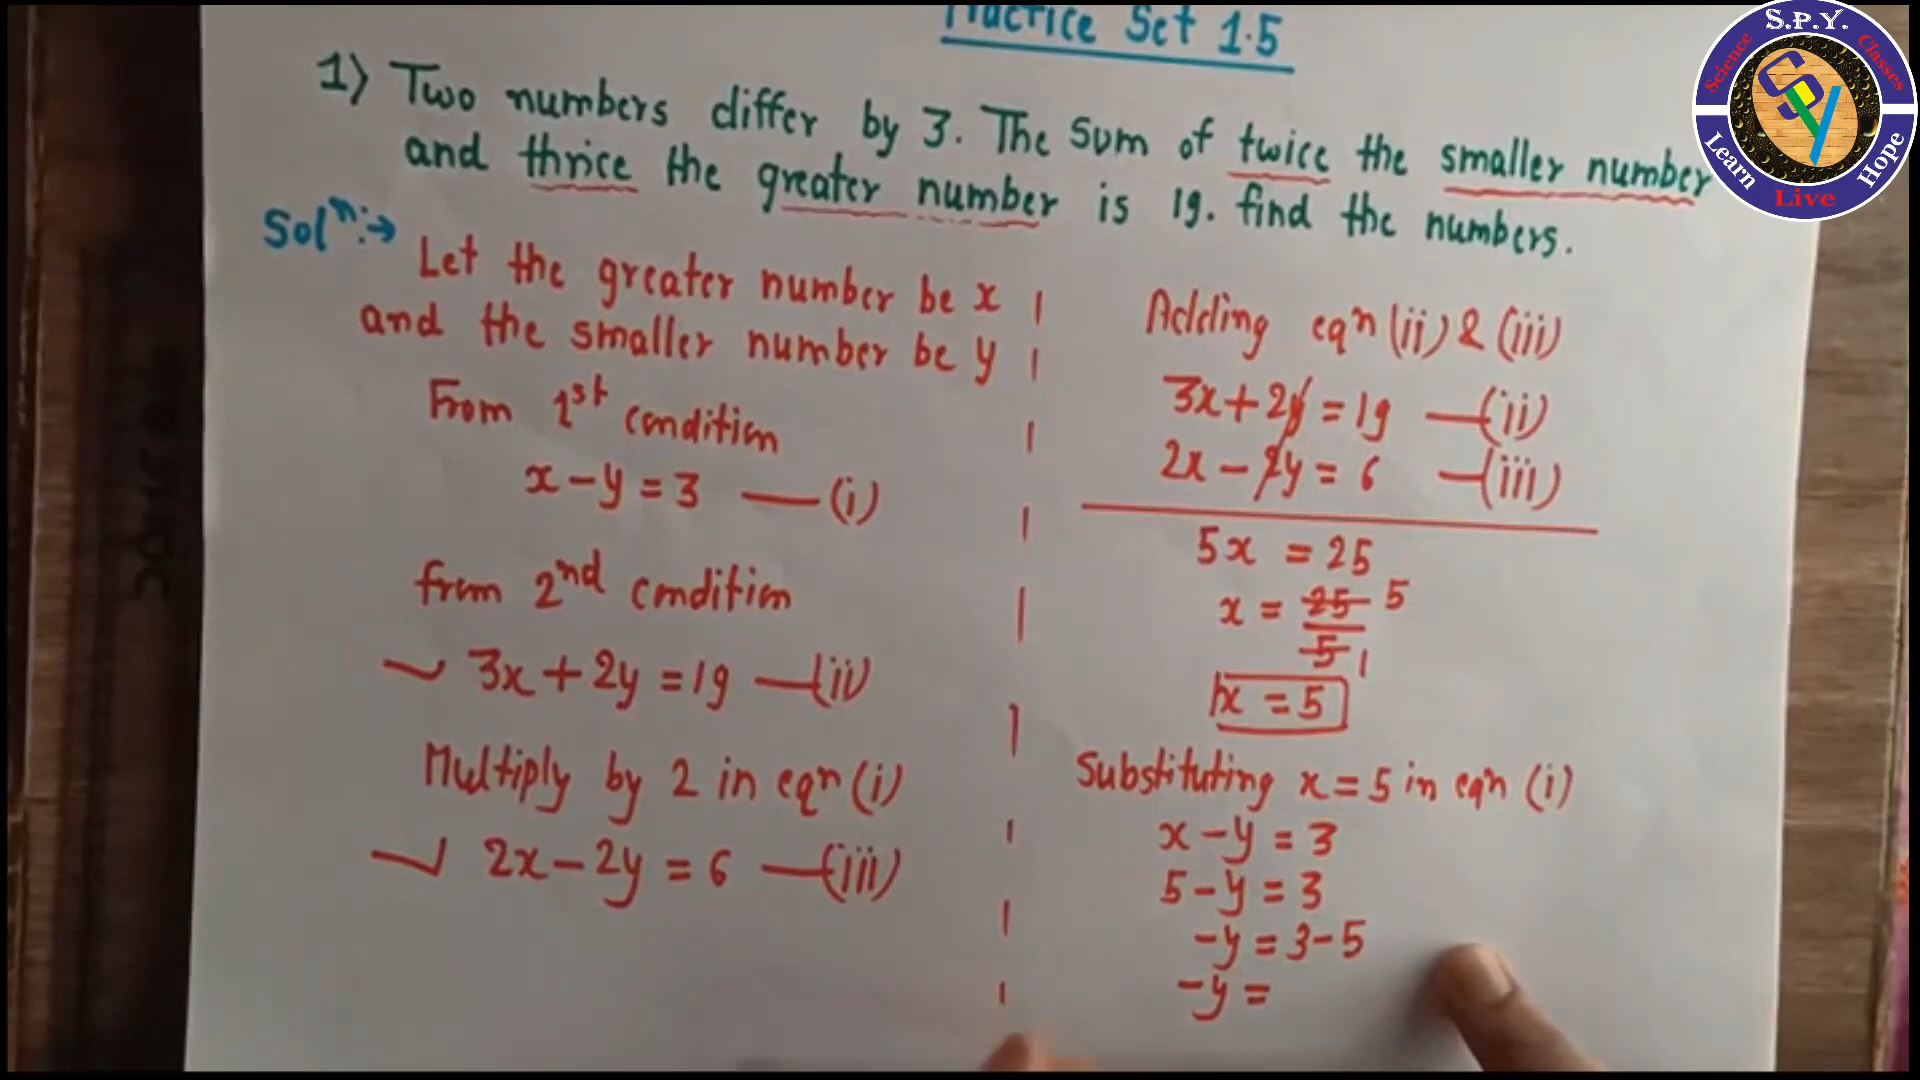 Practice Set 1.5
1) Two numbers differ by 3. The Sum of twice the smaller number
and thrice the greater number is 19. find the numbers.
Solⁿ:→
Let the greater number be x
and the smaller number be y
From 1st condition
x - y = 3 —(i)
from 2nd condition
3x + 2y = 19 —(ii)
Multiply by 2 in eqn (i)
2x - 2y = 6 —(iii)
Adding eqn (ii) & (iii)
3x + 2y = 19 —(ii)
2x - 2y = 6 —(iii)
5x = 25
x = 25 5
5 1
x = 5
Substituting x = 5 in eqn (i)
x - y = 3
5 - y = 3
-y = 3 - 5
-y =
S.P.Y.
Science
Classes
SPY
Learn
Live
Hope